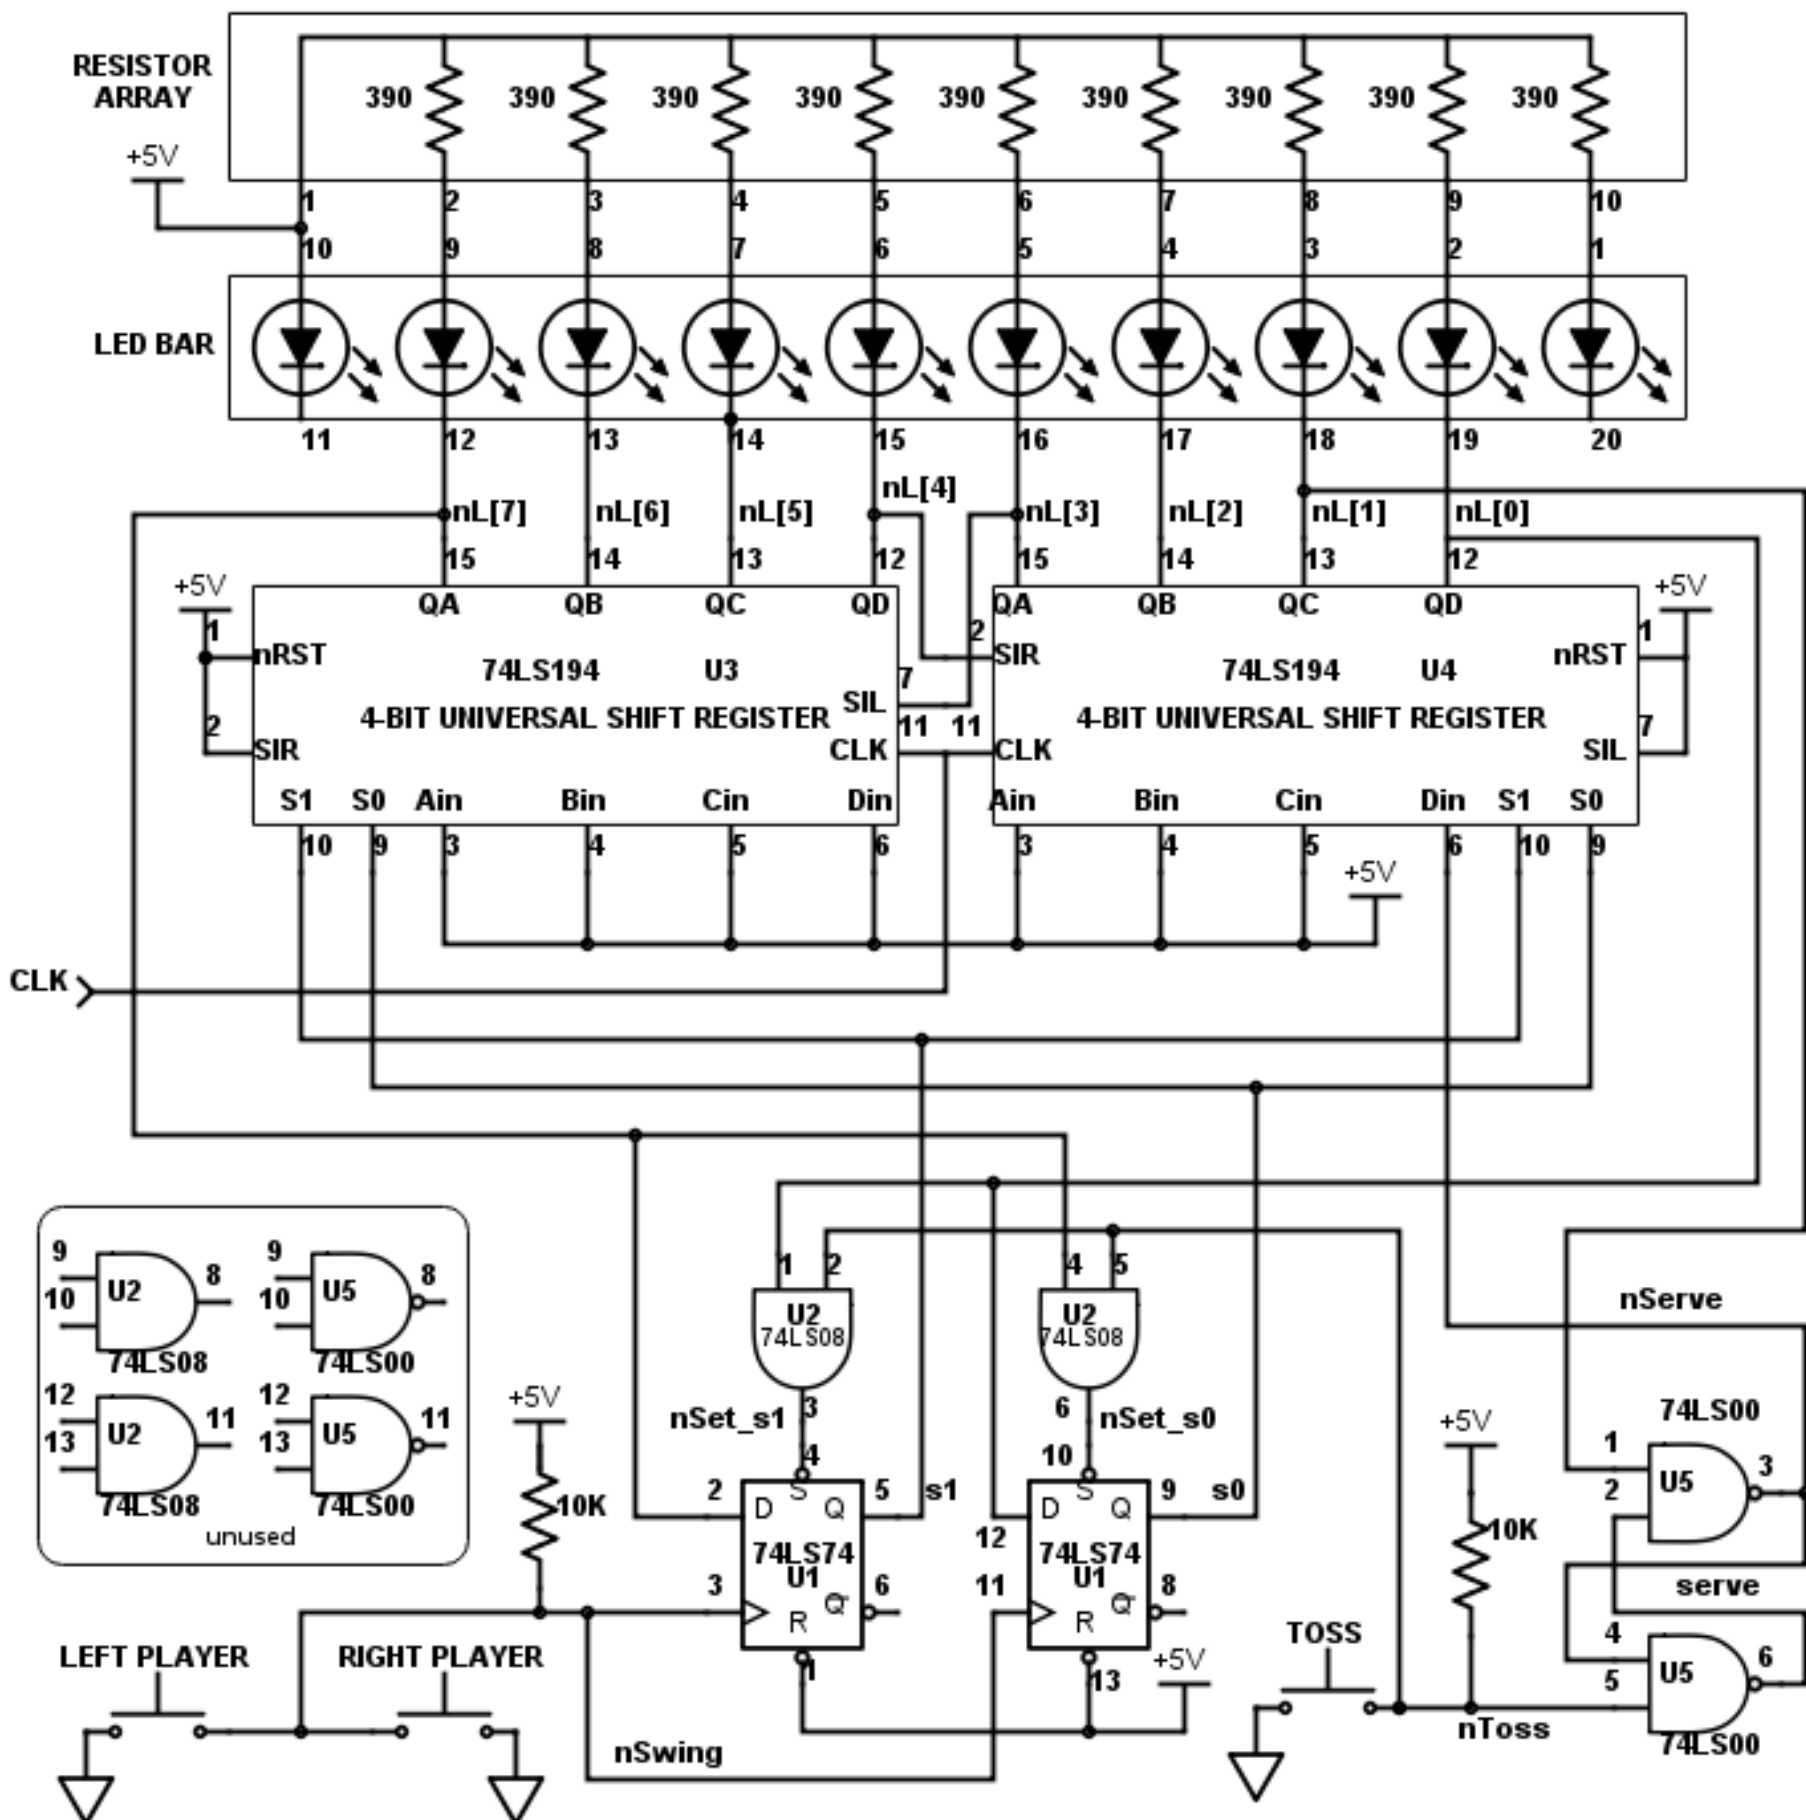 RESISTOR
ARRAY
390 390 390 390 390 390 390 390 390
+5V
1 2 3 4 5 6 7 8 9 10
10 9 8 7 6 5 4 3 2 1
LED BAR
11 12 13 14 15 16 17 18 19 20
nL[7] nL[6] nL[5] nL[4] nL[3] nL[2] nL[1] nL[0]
15 14 13 12 15 14 13 12
+5V
QA QB QC QD
1
nRST
74LS194 U3
4-BIT UNIVERSAL SHIFT REGISTER
7
SIL
2
SIR
11
CLK
S1 S0 Ain Bin Cin Din
10 9 3 4 5 6
+5V
QA QB QC QD
2
SIR
1
nRST
74LS194 U4
4-BIT UNIVERSAL SHIFT REGISTER
11
CLK
7
SIL
Ain Bin Cin Din S1 S0
3 4 5 6 10 9
+5V
CLK
9
10
U2
8
74LS08
9
10
U5
8
74LS00
12
13
U2
11
74LS08
12
13
U5
11
74LS00
unused
1 2
U2
74LS08
nSet_s1
3
4
4 5
U2
74LS08
6
nSet_s0
10
+5V
10K
2 D S Q 5 s1
74LS74
U1
3 R Q 6
1
12 D S Q 9 s0
74LS74
U1
11 R Q 8
13
+5V
LEFT PLAYER
RIGHT PLAYER
nSwing
TOSS
nToss
+5V
10K
nServe
74LS00
1
2
U5
3
serve
4
5
U5
6
74LS00